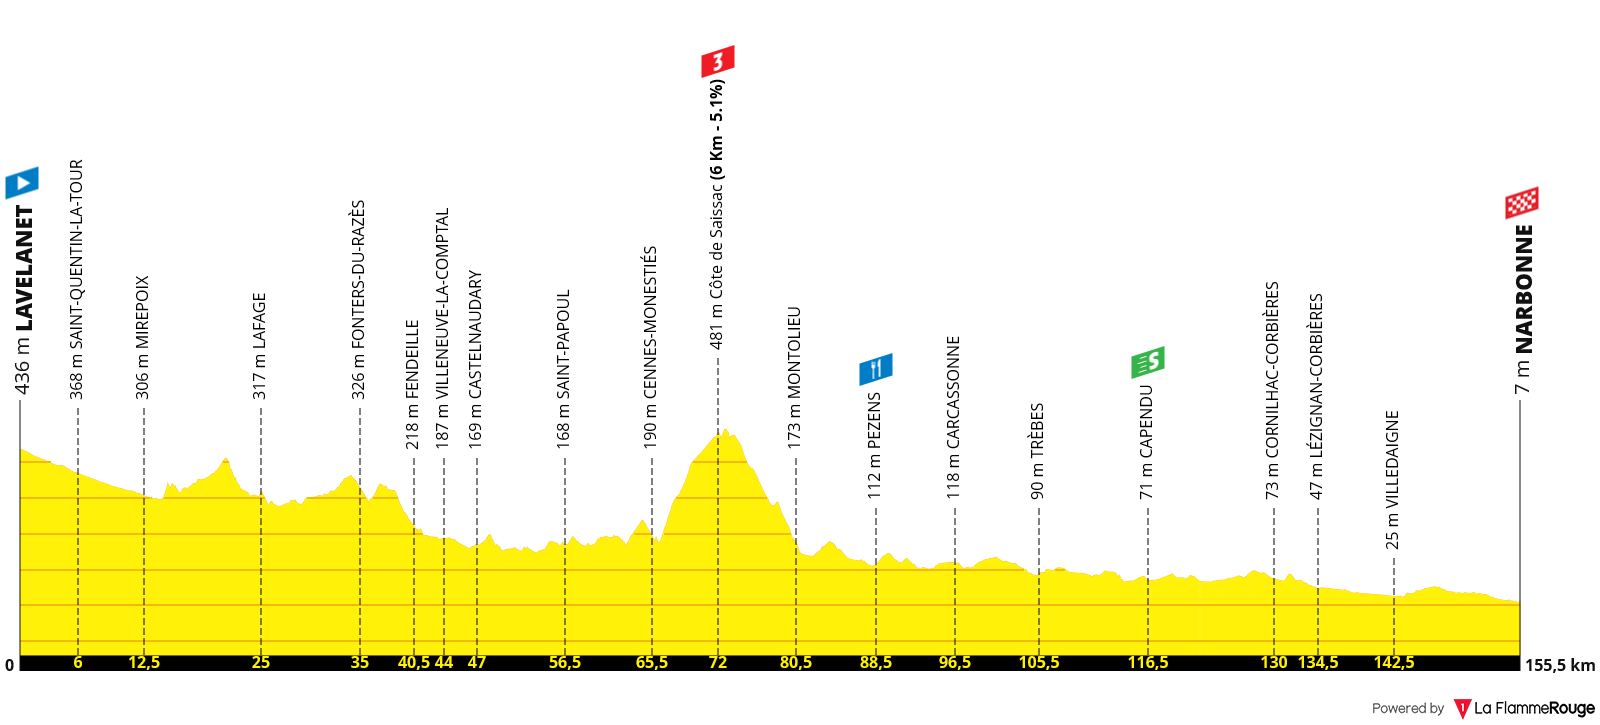 3
436 m LAVELANET
368 m SAINT-QUENTIN-LA-TOUR
306 m MIREPOIX
317 m LAFAGE
326 m FONTERS-DU-RAZÈS
218 m FENDEILLE
187 m VILLENEUVE-LA-COMPTAL
169 m CASTELNAUDARY
168 m SAINT-PAPOUL
190 m CENNES-MONESTIÉS
481 m Côte de Saissac (6 Km - 5.1%)
173 m MONTOLIEU
112 m PEZENS
118 m CARCASSONNE
90 m TRÈBES
S
71 m CAPENDU
73 m CORNILHAC-CORBIÈRES
47 m LÉZIGNAN-CORBIÈRES
25 m VILLEDAIGNE
7 m NARBONNE
0 6 12,5 25 35 40,5 44 47 56,5 65,5 72 80,5 88,5 96,5 105,5 116,5 130 134,5 142,5 155,5 km
Powered by 1 La FlammeRouge